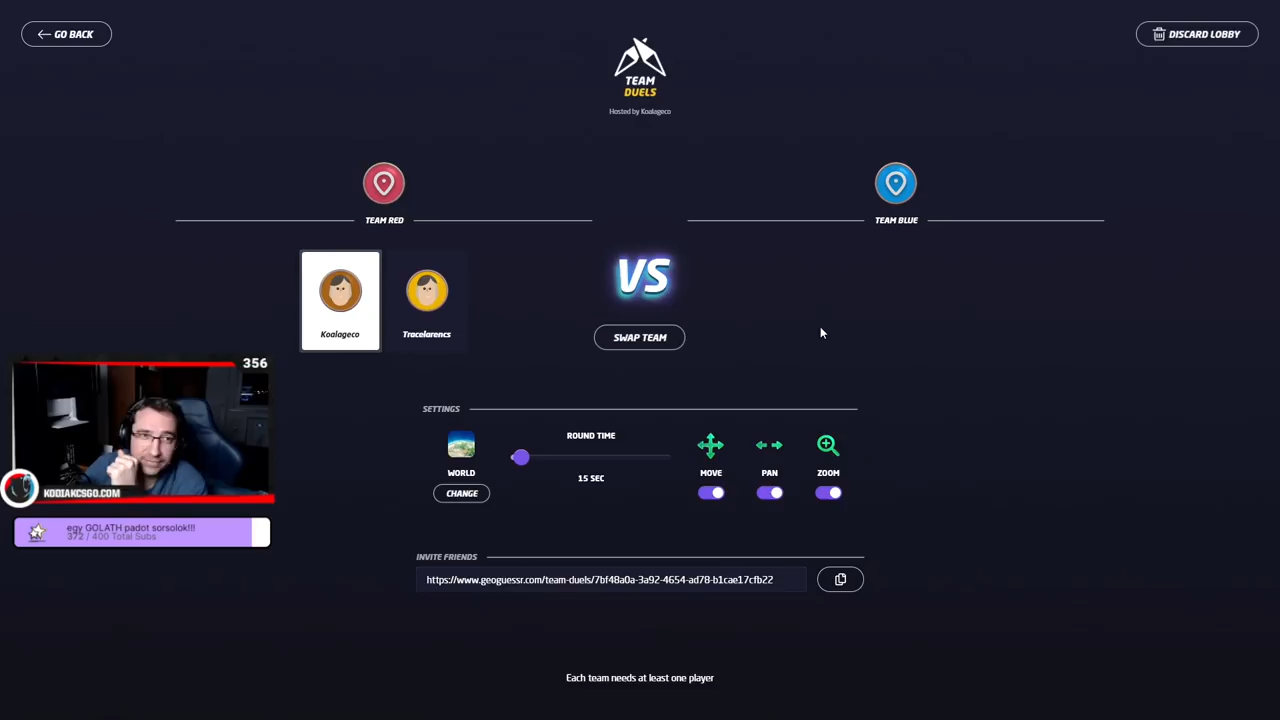 GO BACK
DISCARD LOBBY
TEAM
DUELS
Hosted by Koalageco
TEAM RED
TEAM BLUE
VS
Koalageco
Tracelarencs
SWAP TEAM
356
SETTINGS
ROUND TIME
WORLD
15 SEC
MOVE
PAN
ZOOM
CHANGE
KODIAKCSGO.COM
egy GOLATH padot sorsolok!!!
372 / 400 Total Subs
INVITE FRIENDS
https://www.geoguessr.com/team-duels/7bf48a0a-3a92-4654-ad78-b1cae17cfb22
Each team needs at least one player